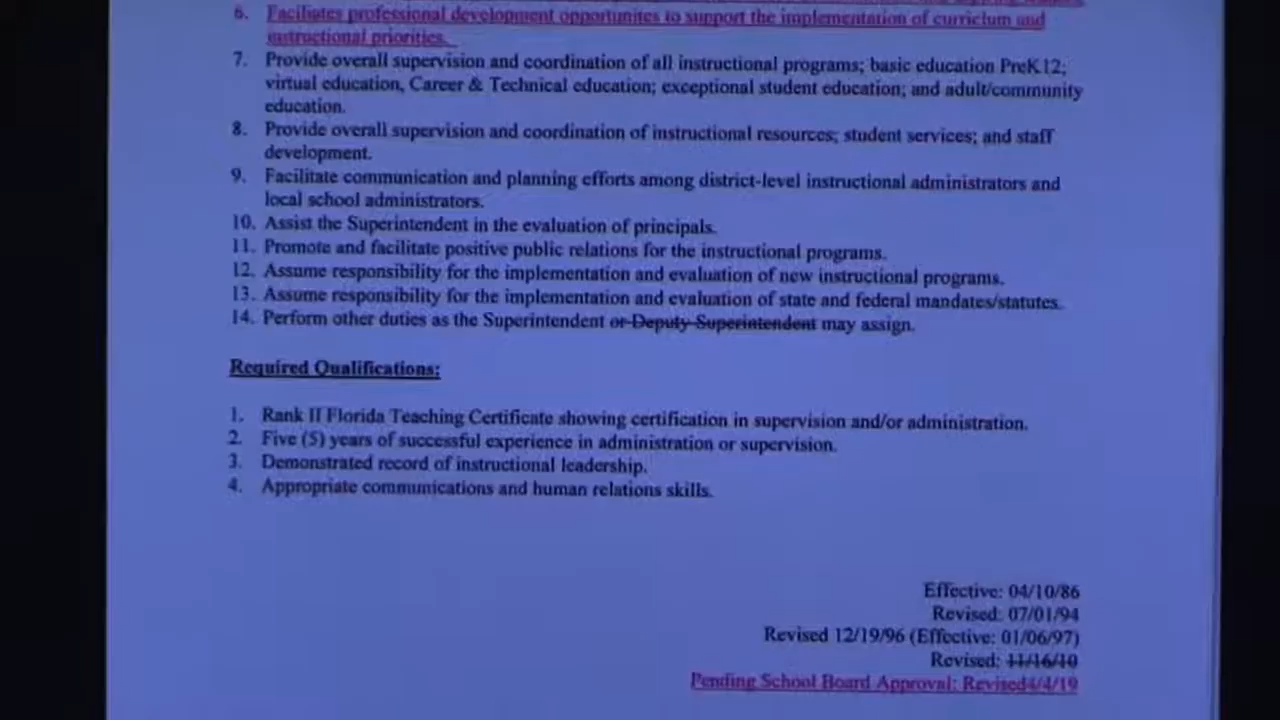 6. Faciliates professional development opportunites to support the implementation of curriclum and
instructional priorities.
7. Provide overall supervision and coordination of all instructional programs; basic education PreK12;
virtual education, Career & Technical education; exceptional student education; and adult/community
education.
8. Provide overall supervision and coordination of instructional resources; student services; and staff
development.
9. Facilitate communication and planning efforts among district-level instructional administrators and
local school administrators.
10. Assist the Superintendent in the evaluation of principals.
11. Promote and facilitate positive public relations for the instructional programs.
12. Assume responsibility for the implementation and evaluation of new instructional programs.
13. Assume responsibility for the implementation and evaluation of state and federal mandates/statutes.
14. Perform other duties as the Superintendent or Deputy Superintendent may assign.
Required Qualifications:
1. Rank II Florida Teaching Certificate showing certification in supervision and/or administration.
2. Five (5) years of successful experience in administration or supervision.
3. Demonstrated record of instructional leadership.
4. Appropriate communications and human relations skills.
Effective: 04/10/86
Revised: 07/01/94
Revised 12/19/96 (Effective: 01/06/97)
Revised: 11/16/10
Pending School Board Approval: Revised4/4/19